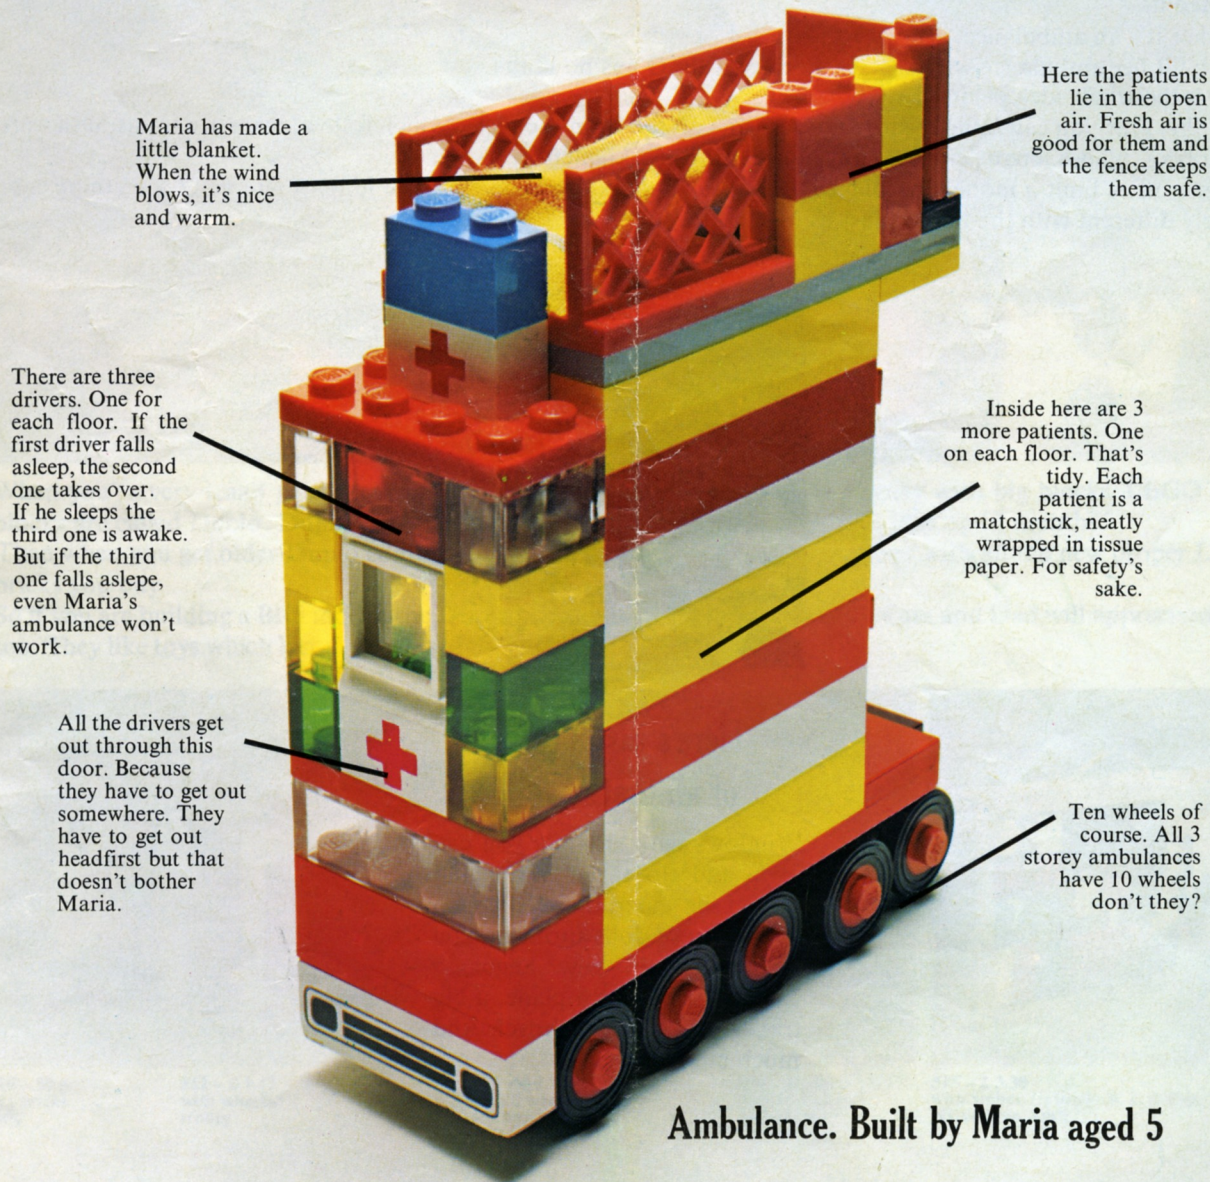 Maria has made a
little blanket.
When the wind
blows, it's nice
and warm.
Here the patients
lie in the open
air. Fresh air is
good for them and
the fence keeps
them safe.
There are three
drivers. One for
each floor. If the
first driver falls
asleep, the second
one takes over.
If he sleeps the
third one is awake.
But if the third
one falls aslepe,
even Maria's
ambulance won't
work.
Inside here are 3
more patients. One
on each floor. That's
tidy. Each
patient is a
matchstick, neatly
wrapped in tissue
paper. For safety's
sake.
All the drivers get
out through this
door. Because
they have to get out
somewhere. They
have to get out
headfirst but that
doesn't bother
Maria.
Ten wheels of
course. All 3
storey ambulances
have 10 wheels
don't they?
Ambulance. Built by Maria aged 5